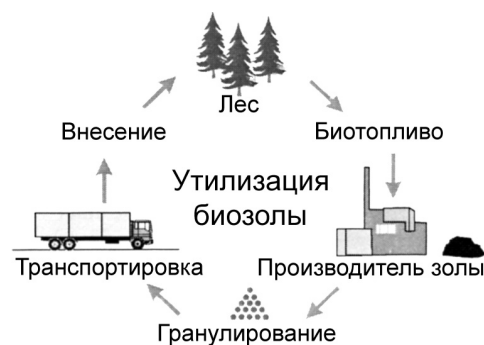 Лес
Внесение
Биотопливо
Утилизация
биозолы
Транспортировка
Производитель золы
Гранулирование